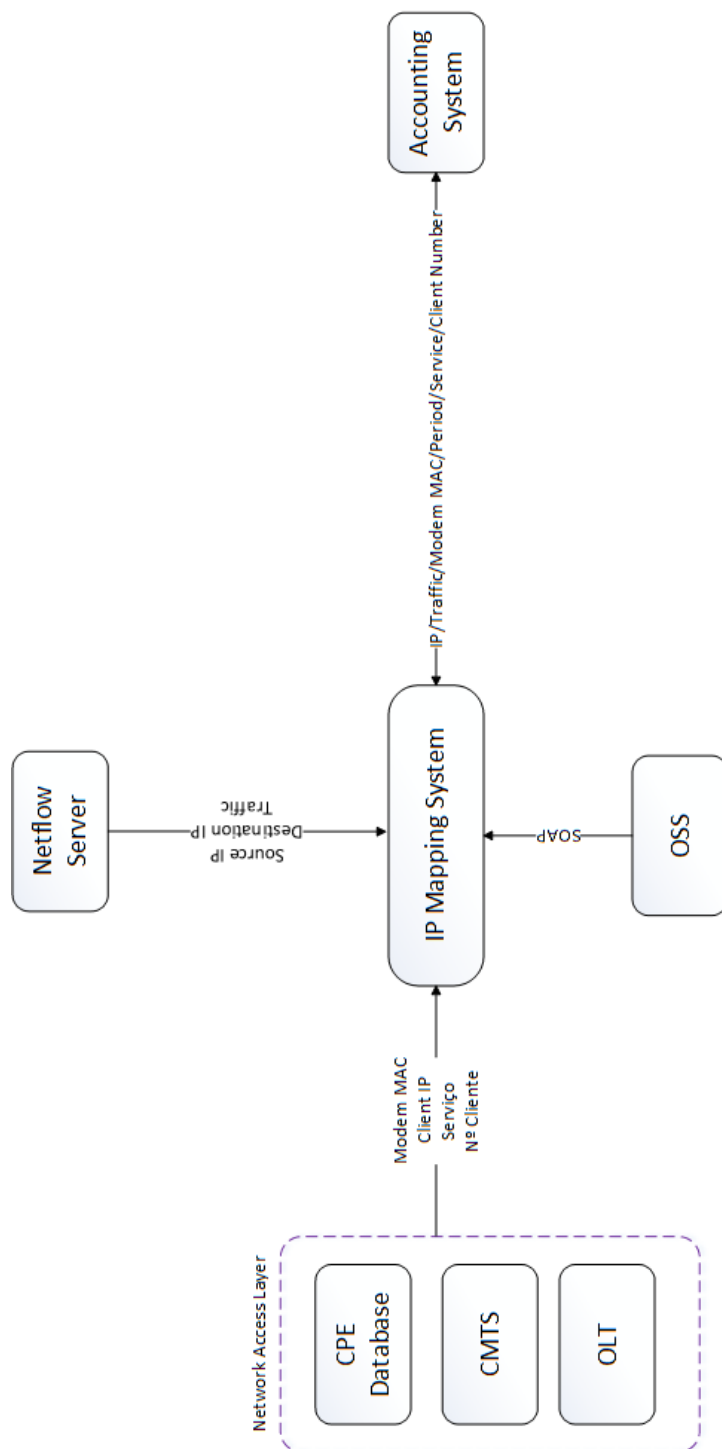 Netflow
Server
Source IP
Destination IP
Traffic
Network Access Layer
CPE
Database
CMTS
OLT
Modem MAC
Client IP
Serviço
Nº Cliente
IP Mapping System
IP/Traffic/Modem MAC/Period/Service/Client Number
Accounting
System
SOAP
OSS